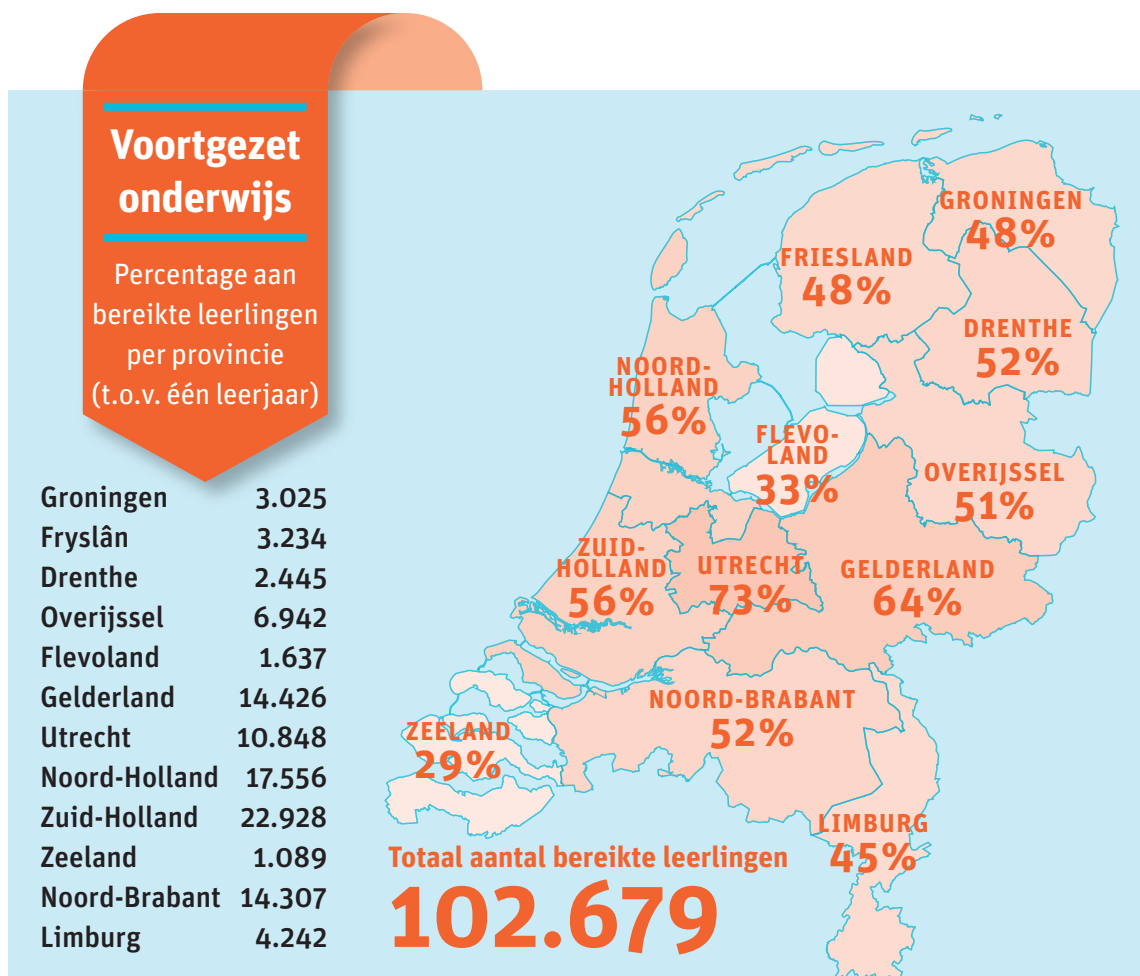 Voortgezet
onderwijs
Percentage aan
bereikte leerlingen
per provincie
(t.o.v. één leerjaar)
Groningen 3.025
Fryslân 3.234
Drenthe 2.445
Overijssel 6.942
Flevoland 1.637
Gelderland 14.426
Utrecht 10.848
Noord-Holland 17.556
Zuid-Holland 22.928
Zeeland 1.089
Noord-Brabant 14.307
Limburg 4.242
GRONINGEN
48%
FRIESLAND
48%
DRENTHE
52%
NOORD-
HOLLAND
56%
FLEVO-
LAND
33%
OVERIJSSEL
51%
ZUID-
HOLLAND
56%
UTRECHT
73%
GELDERLAND
64%
NOORD-BRABANT
52%
ZEELAND
29%
LIMBURG
45%
Totaal aantal bereikte leerlingen
102.679